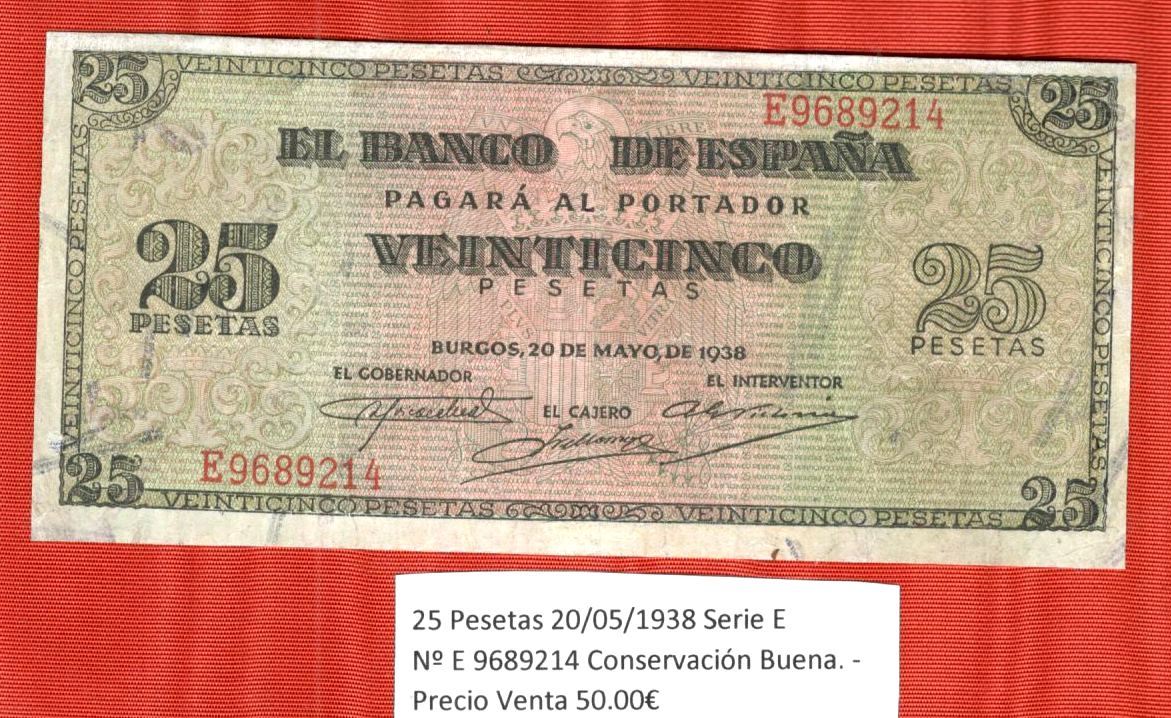 25 VEINTICINCO PESETAS VEINTICINCO PESETAS 25
E9689214
EL BANCO DE ESPAÑA
PAGARÁ AL PORTADOR
VEINTICINCO
PESETAS
25
PESETAS
25
PESETAS
VEINTICINCO PESETAS
VEINTICINCO PESETAS
PLVS
BURGOS, 20 DE MAYO, DE 1938
EL GOBERNADOR
EL INTERVENTOR
EL CAJERO
E9689214
25 VEINTICINCO PESETAS VEINTICINCO PESETAS 25
25 Pesetas 20/05/1938 Serie E
Nº E 9689214 Conservación Buena. -
Precio Venta 50.00€